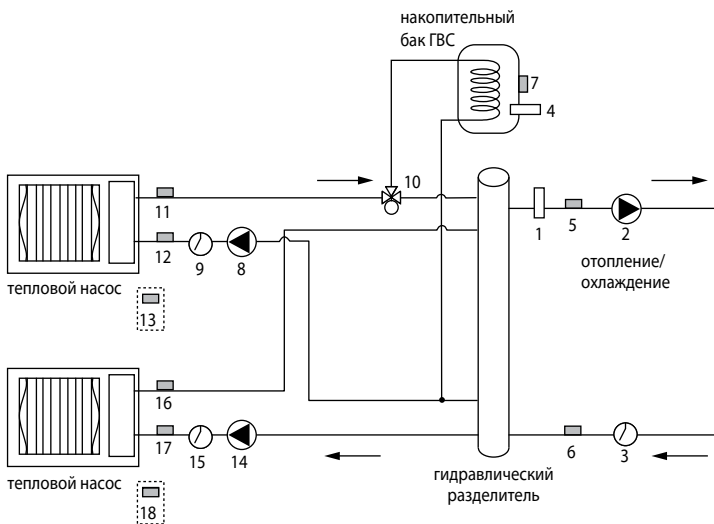 накопительный
бак ГВС
7
4
10
11
1
5
2
12
9
8
отопление/
охлаждение
тепловой насос
13
16
17
15
14
6
3
гидравлический
разделитель
тепловой насос
18